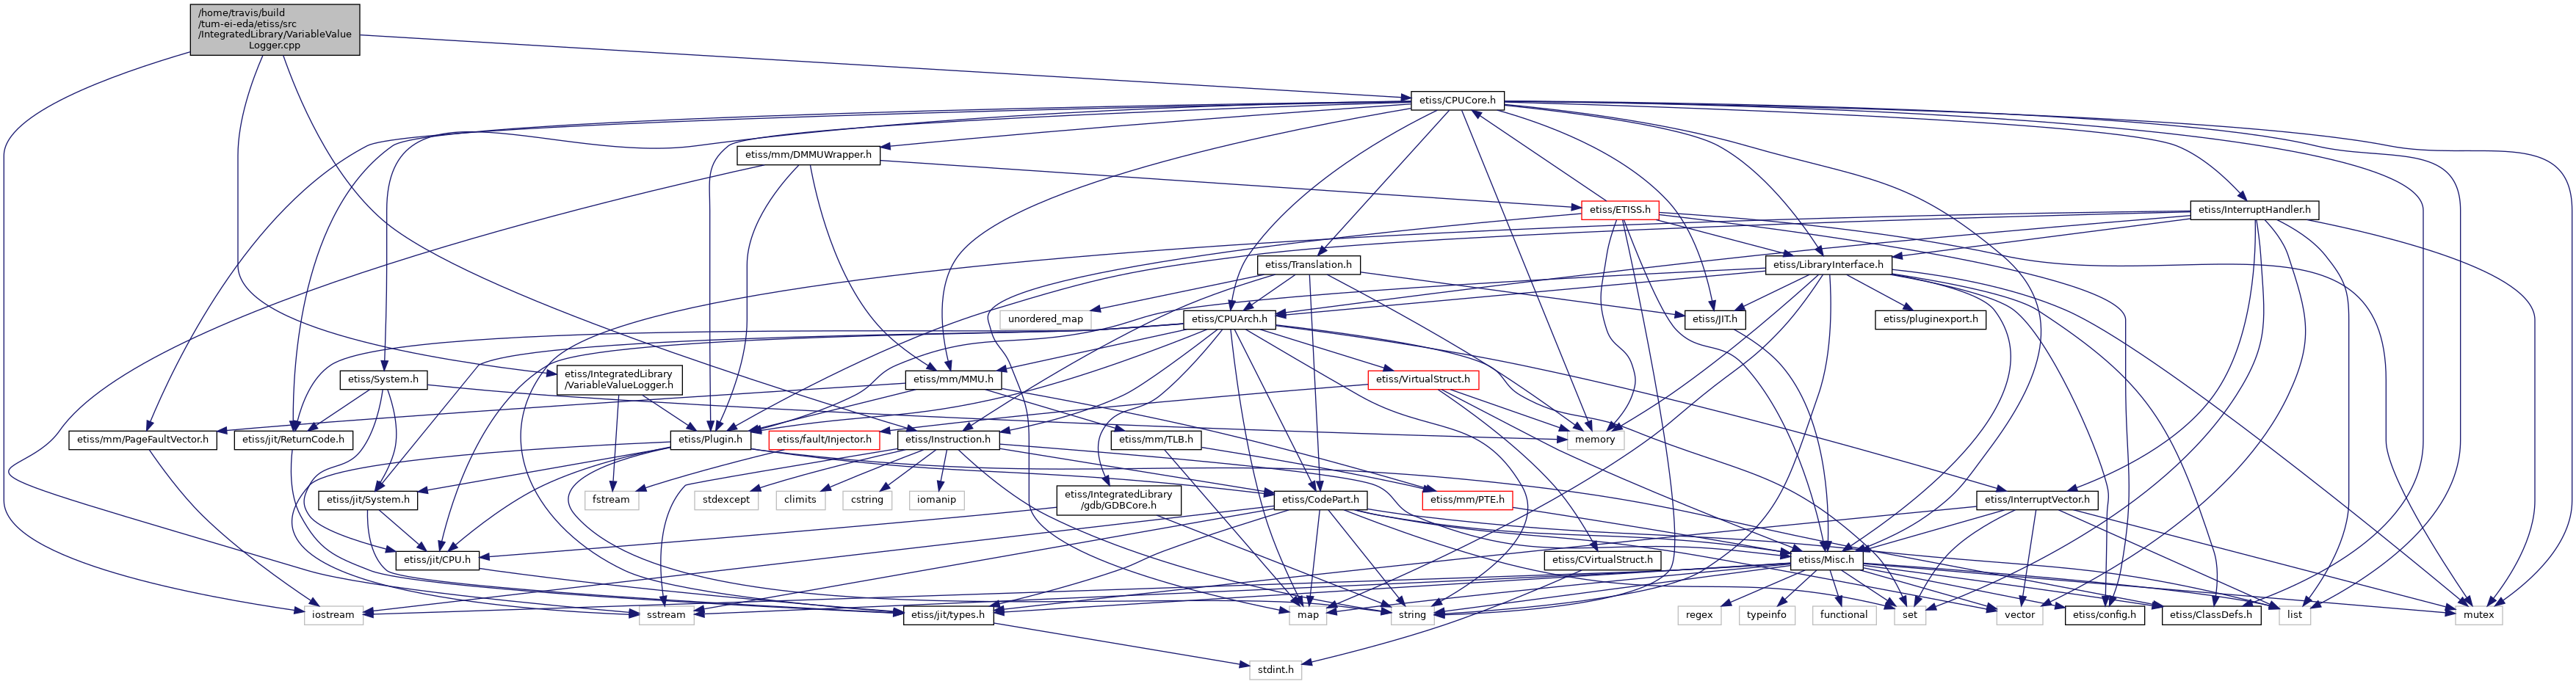 /home/travis/build
/tum-ei-eda/etiss/src
/IntegratedLibrary/VariableValue
Logger.cpp
etiss/CPUCore.h
etiss/mm/DMMUWrapper.h
etiss/ETISS.h
etiss/InterruptHandler.h
etiss/Translation.h
etiss/LibraryInterface.h
unordered_map
etiss/CPUArch.h
etiss/JIT.h
etiss/pluginexport.h
etiss/System.h
etiss/IntegratedLibrary
/VariableValueLogger.h
etiss/mm/MMU.h
etiss/VirtualStruct.h
etiss/mm/PageFaultVector.h
etiss/jit/ReturnCode.h
etiss/Plugin.h
etiss/fault/Injector.h
etiss/Instruction.h
etiss/mm/TLB.h
memory
etiss/jit/System.h
fstream
stdexcept
climits
cstring
iomanip
etiss/IntegratedLibrary
/gdb/GDBCore.h
etiss/CodePart.h
etiss/mm/PTE.h
etiss/InterruptVector.h
etiss/jit/CPU.h
etiss/CVirtualStruct.h
etiss/Misc.h
iostream
sstream
etiss/jit/types.h
map
string
regex
typeinfo
functional
set
vector
etiss/config.h
etiss/ClassDefs.h
list
mutex
stdint.h